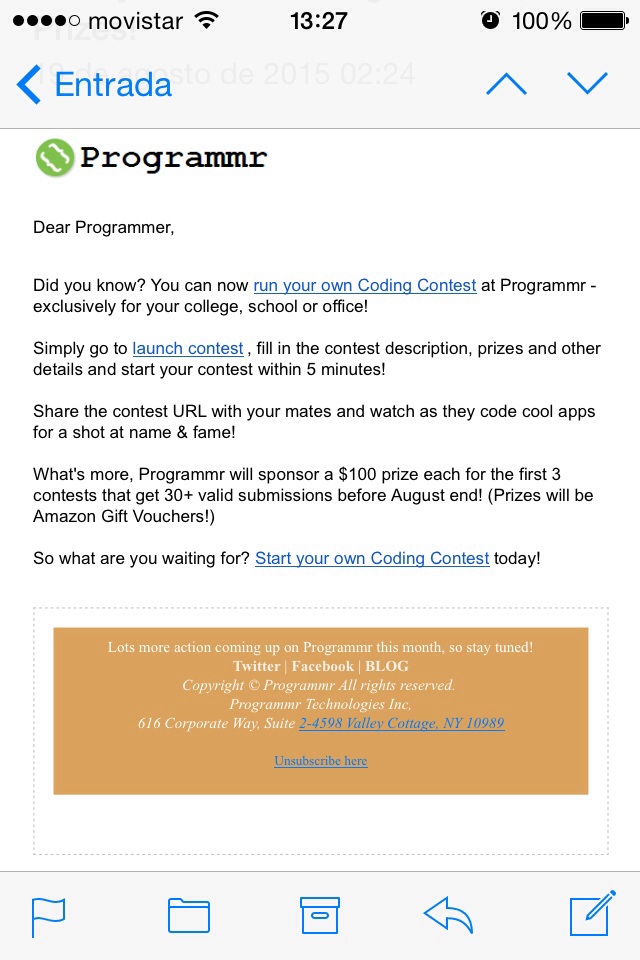 movistar 13:27 100%
Prizes!
19 de agosto de 2015 02:24
Entrada
Programmr
Dear Programmer,
Did you know? You can now run your own Coding Contest at Programmr -
exclusively for your college, school or office!
Simply go to launch contest , fill in the contest description, prizes and other
details and start your contest within 5 minutes!
Share the contest URL with your mates and watch as they code cool apps
for a shot at name & fame!
What's more, Programmr will sponsor a $100 prize each for the first 3
contests that get 30+ valid submissions before August end! (Prizes will be
Amazon Gift Vouchers!)
So what are you waiting for? Start your own Coding Contest today!
Lots more action coming up on Programmr this month, so stay tuned!
Twitter | Facebook | BLOG
Copyright © Programmr All rights reserved.
Programmr Technologies Inc,
616 Corporate Way, Suite 2-4598 Valley Cottage, NY 10989
Unsubscribe here